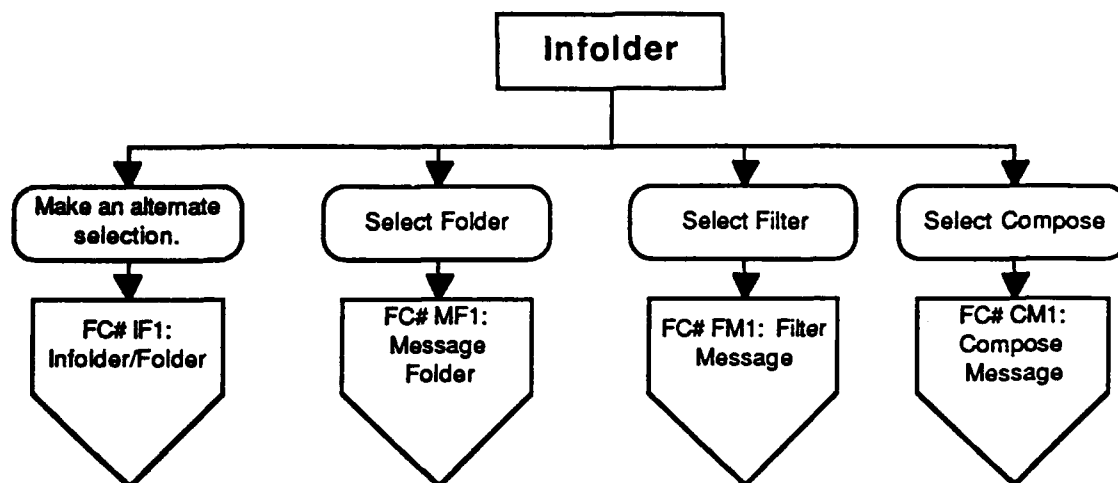 Infolder
Make an alternate
selection.
Select Folder
Select Filter
Select Compose
FC# IF1:
Infolder/Folder
FC# MF1:
Message
Folder
FC# FM1: Filter
Message
FC# CM1:
Compose
Message